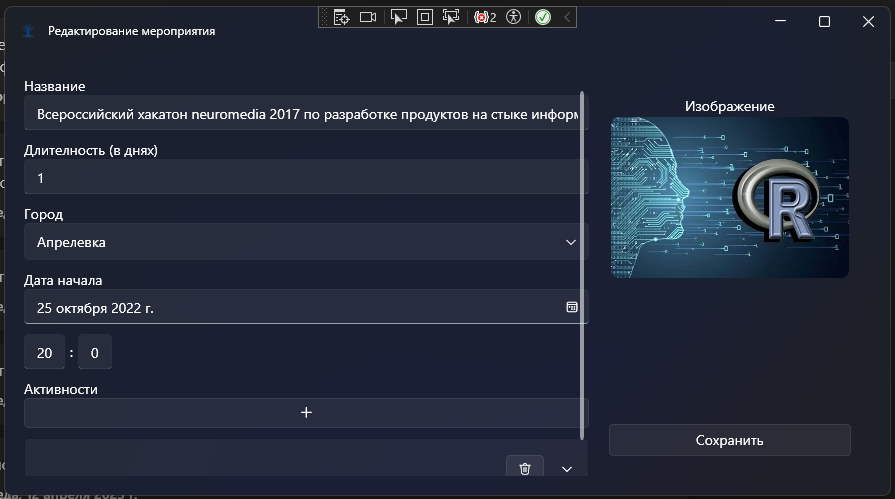 2
Редактирование мероприятия
Название
Всероссийский хакатон neuromedia 2017 по разработке продуктов на стыке информ
Длителность (в днях)
1
Город
Апрелевка
Дата начала
25 октября 2022 г.
20 : 0
Активности
+
Изображение
R
Сохранить